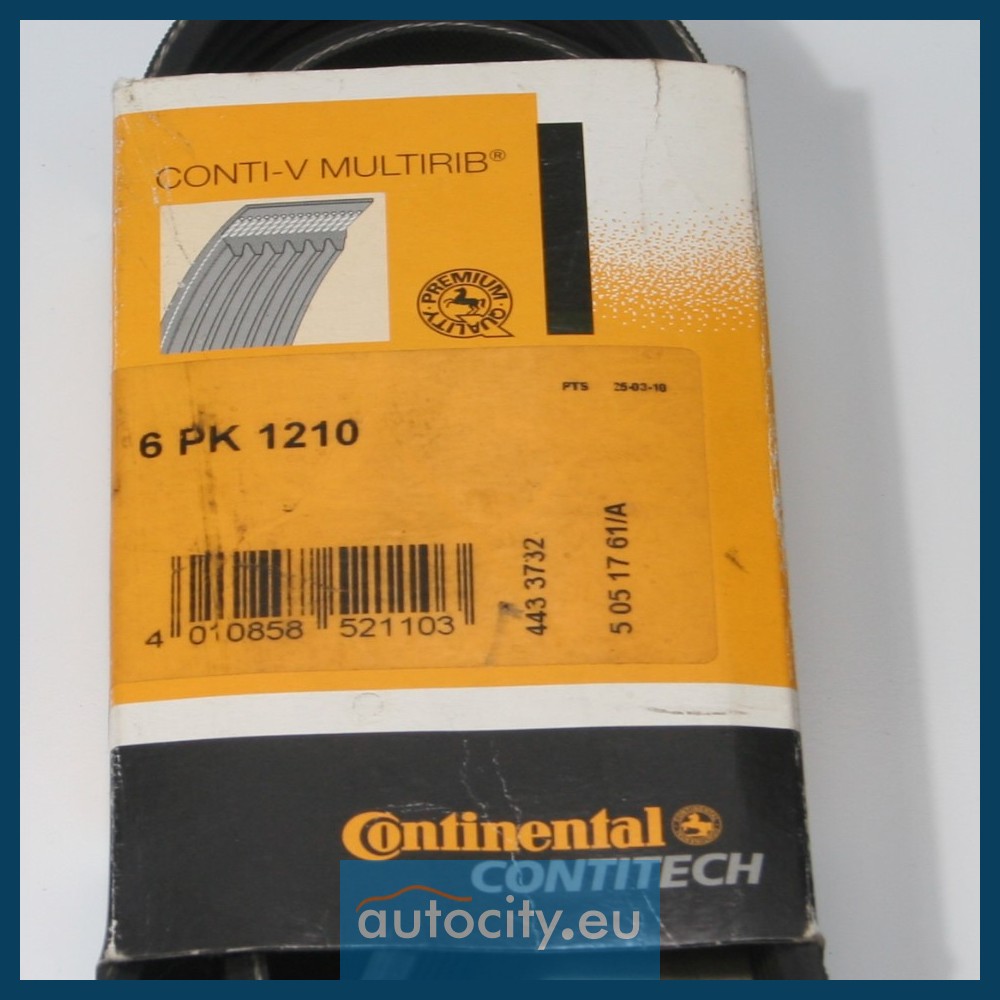 CONTI-V MULTIRIB®
PREMIUM QUALITY
PTS 25-03-10
6 PK 1210
4 010858 521103
443 3732
5 05 17 61/A
Continental
CONTITECH
autocity.eu